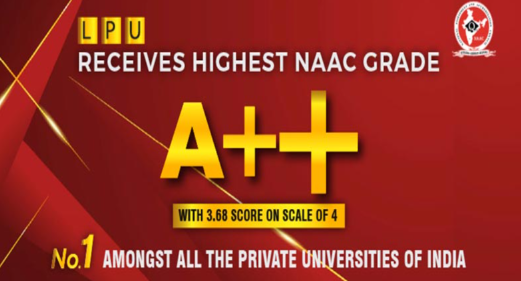 LPU
RECEIVES HIGHEST NAAC GRADE
A++
WITH 3.68 SCORE ON SCALE OF 4
No.1 AMONGST ALL THE PRIVATE UNIVERSITIES OF INDIA